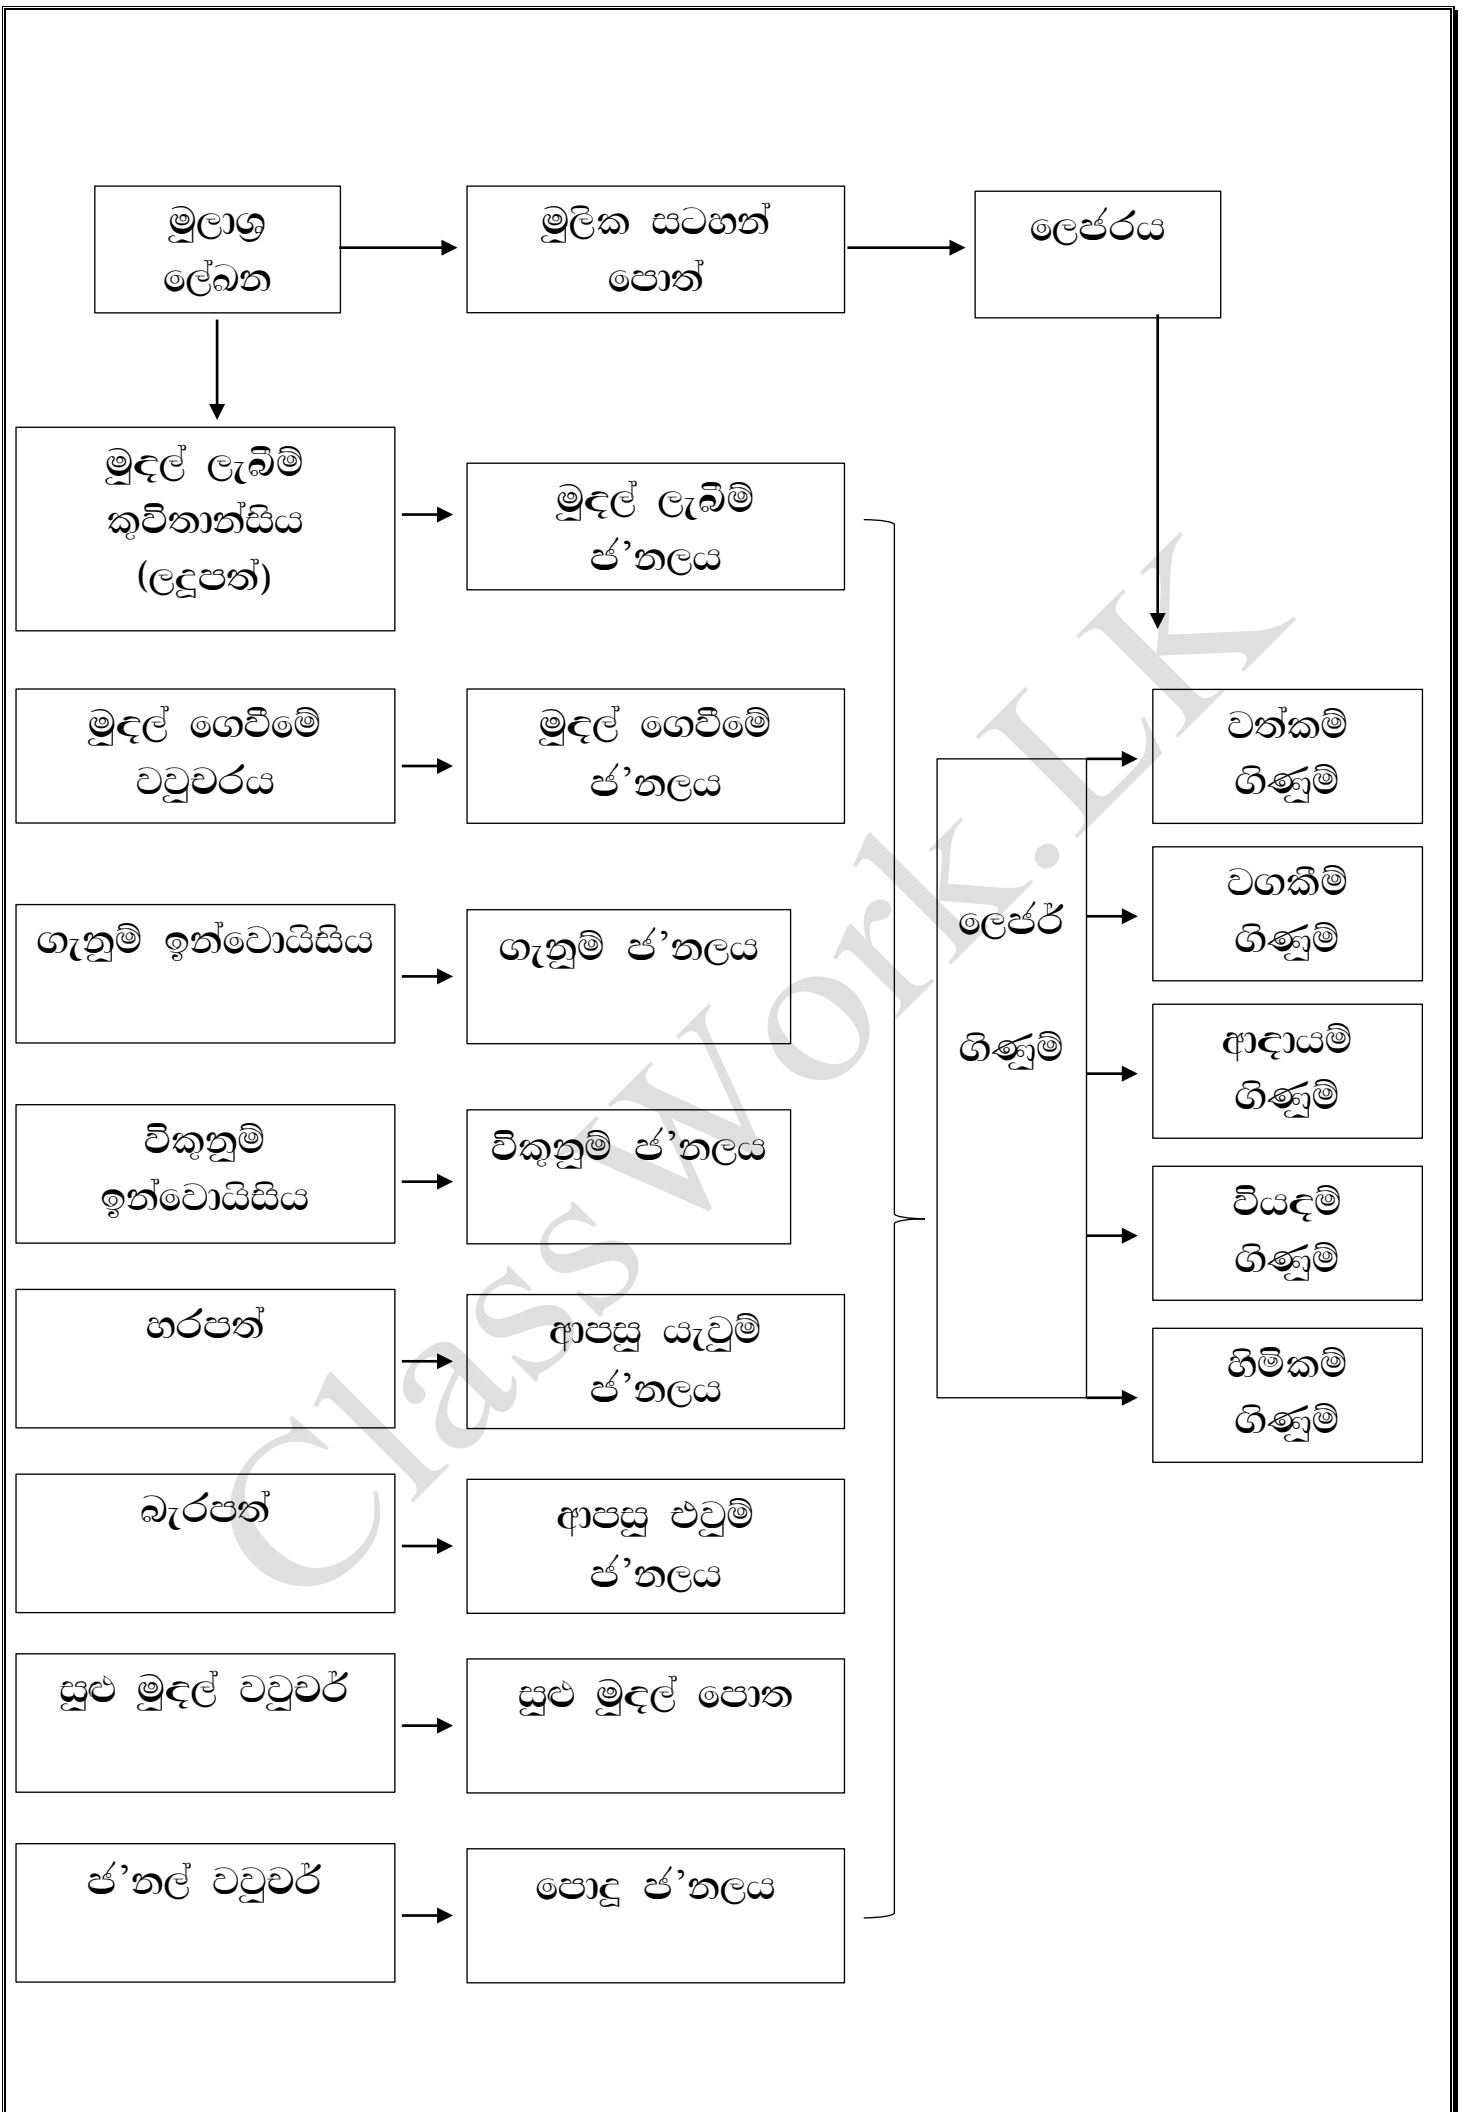 මූලාශ්‍ර
ලේඛන
මූලික සටහන්
පොත්
ලෙජරය
මුදල් ලැබීම්
කුවිතාන්සිය
(ලදුපත්)
මුදල් ලැබීම්
ජ’නලය
මුදල් ගෙවීමේ
වවුචරය
මුදල් ගෙවීමේ
ජ’නලය
ගැනුම් ඉන්වොයිසිය
ගැනුම් ජ’නලය
විකුනුම්
ඉන්වොයිසිය
විකුනුම් ජ’නලය
හරපත්
ආපසු යැවුම්
ජ’නලය
බැරපත්
ආපසු එවුම්
ජ’නලය
සුළු මුදල් වවුචර්
සුළු මුදල් පොත
ජ’නල් වවුචර්
පොදු ජ’නලය
ලෙජර්
ගිණුම්
වත්කම්
ගිණුම්
වගකීම්
ගිණුම්
ආදායම්
ගිණුම්
වියදම්
ගිණුම්
හිමිකම්
ගිණුම්
ClassWork.LK